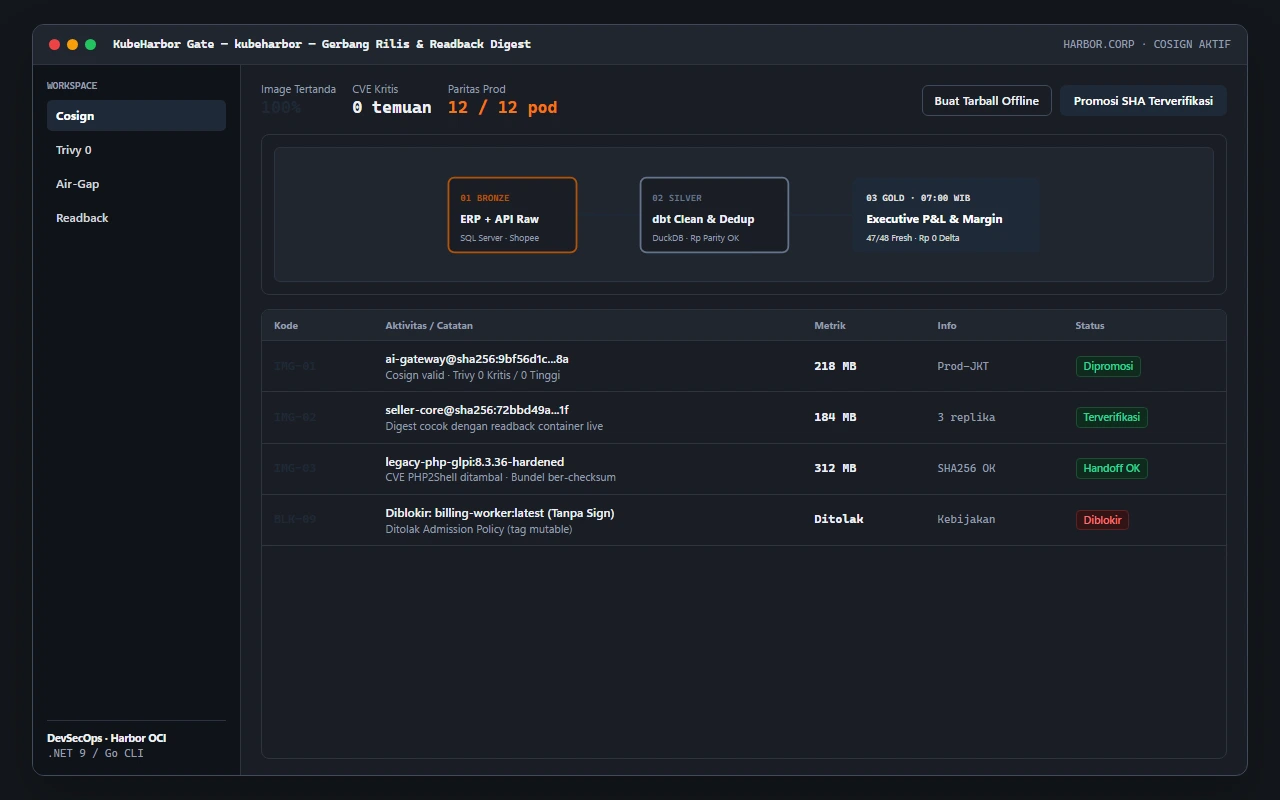 KubeHarbor Gate — kubeharbor — Gerbang Rilis & Readback Digest
HARBOR.CORP · COSIGN AKTIF
WORKSPACE
Cosign
Trivy 0
Air-Gap
Readback
DevSecOps · Harbor OCI
.NET 9 / Go CLI
Image Tertanda
100%
CVE Kritis
0 temuan
Paritas Prod
12 / 12 pod
Buat Tarball Offline
Promosi SHA Terverifikasi
01 BRONZE
ERP + API Raw
SQL Server · Shopee
02 SILVER
dbt Clean & Dedup
DuckDB · Rp Parity OK
03 GOLD · 07:00 WIB
Executive P&L & Margin
47/48 Fresh · Rp 0 Delta
Kode Aktivitas / Catatan Metrik Info Status
IMG-01
ai-gateway@sha256:9bf56d1c…8a
Cosign valid · Trivy 0 Kritis / 0 Tinggi
218 MB
Prod-JKT
Dipromosi
IMG-02
seller-core@sha256:72bbd49a…1f
Digest cocok dengan readback container live
184 MB
3 replika
Terverifikasi
IMG-03
legacy-php-glpi:8.3.36-hardened
CVE PHP2Shell ditambal · Bundel ber-checksum
312 MB
SHA256 OK
Handoff OK
Diblokir: billing-worker:latest (Tanpa Sign)
Ditolak Admission Policy (tag mutable)
Ditolak
Kebijakan
Diblokir